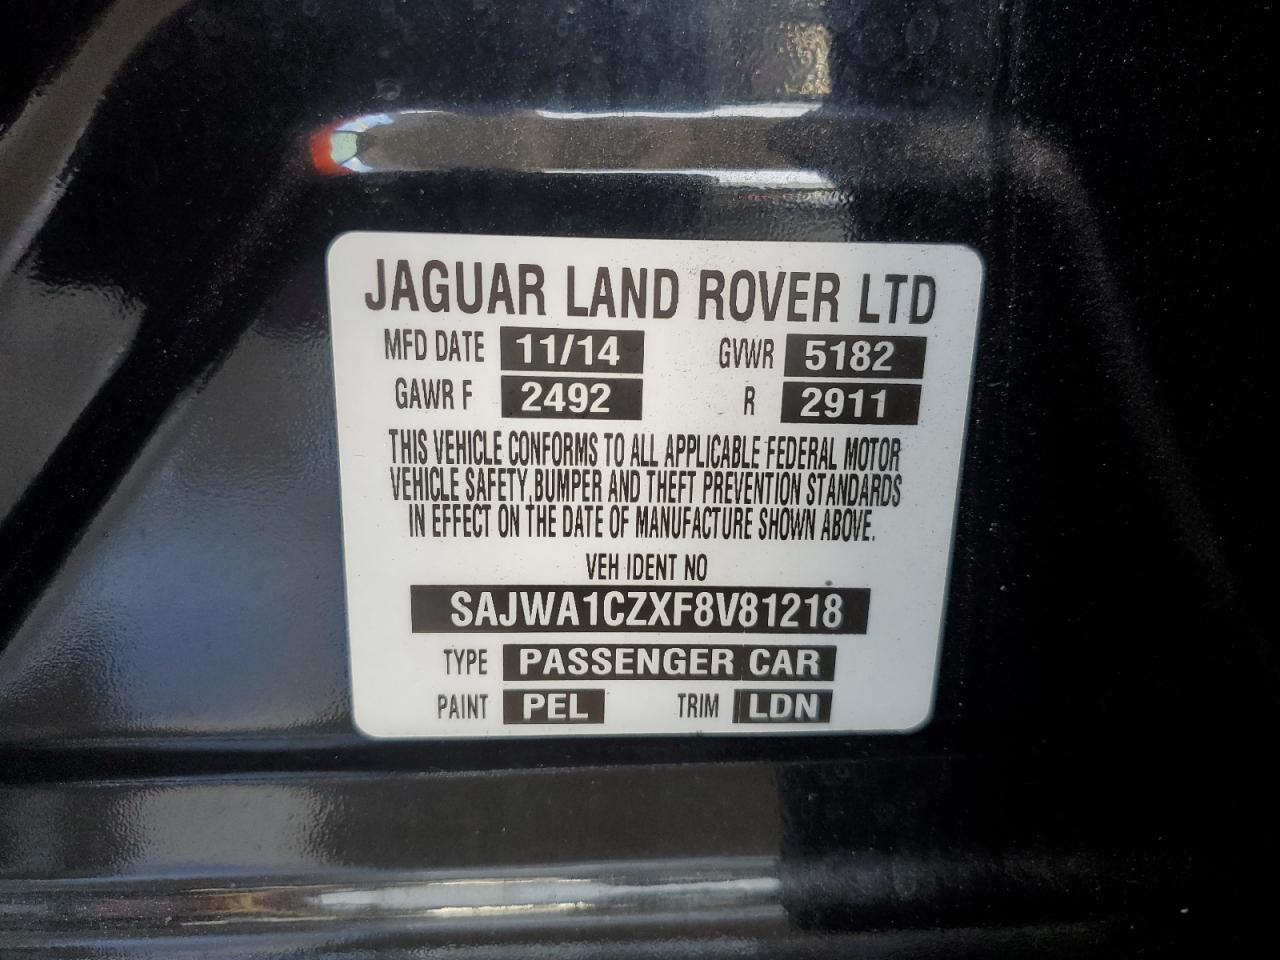 JAGUAR LAND ROVER LTD
MFD DATE 11/14 GVWR 5182
GAWR F 2492 R 2911
THIS VEHICLE CONFORMS TO ALL APPLICABLE FEDERAL MOTOR
VEHICLE SAFETY, BUMPER AND THEFT PREVENTION STANDARDS
IN EFFECT ON THE DATE OF MANUFACTURE SHOWN ABOVE.
VEH IDENT NO
SAJWA1CZXF8V81218
TYPE PASSENGER CAR
PAINT PEL TRIM LDN